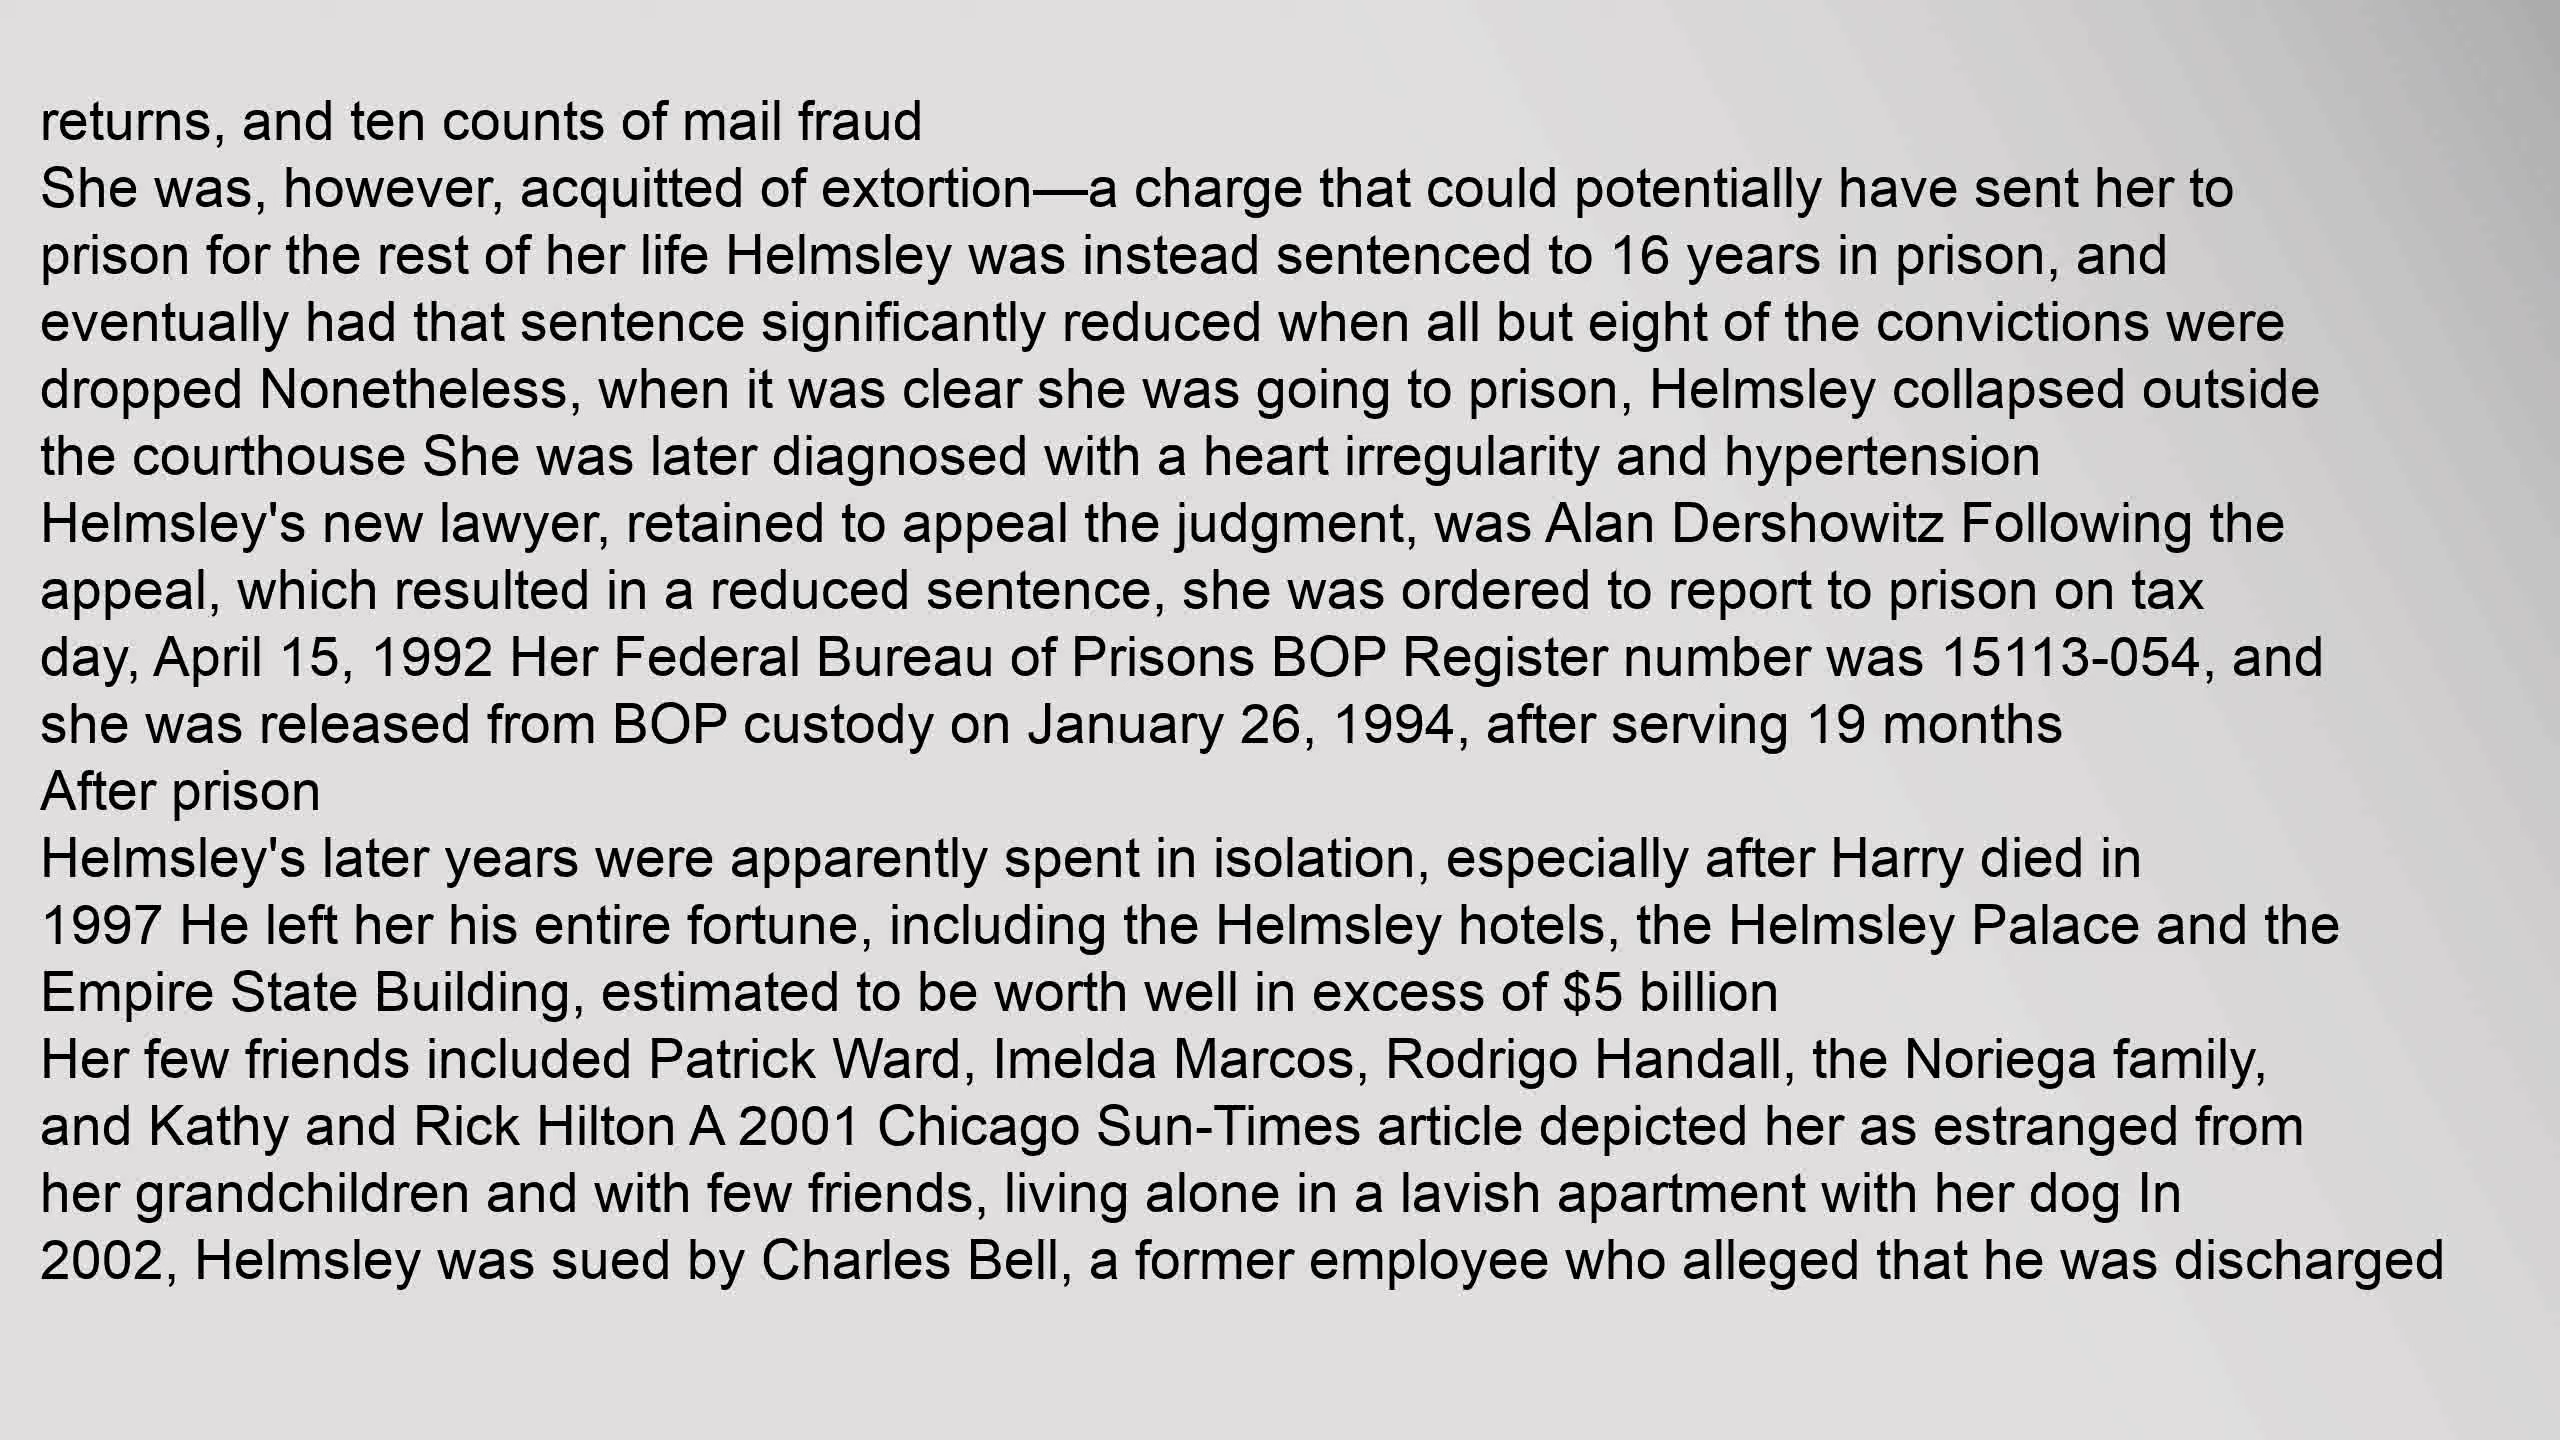 returns, and ten counts of mail fraud
She was, however, acquitted of extortion—a charge that could potentially have sent her to
prison for the rest of her life Helmsley was instead sentenced to 16 years in prison, and
eventually had that sentence significantly reduced when all but eight of the convictions were
dropped Nonetheless, when it was clear she was going to prison, Helmsley collapsed outside
the courthouse She was later diagnosed with a heart irregularity and hypertension
Helmsley's new lawyer, retained to appeal the judgment, was Alan Dershowitz Following the
appeal, which resulted in a reduced sentence, she was ordered to report to prison on tax
day, April 15, 1992 Her Federal Bureau of Prisons BOP Register number was 15113-054, and
she was released from BOP custody on January 26, 1994, after serving 19 months
After prison
Helmsley's later years were apparently spent in isolation, especially after Harry died in
1997 He left her his entire fortune, including the Helmsley hotels, the Helmsley Palace and the
Empire State Building, estimated to be worth well in excess of $5 billion
Her few friends included Patrick Ward, Imelda Marcos, Rodrigo Handall, the Noriega family,
and Kathy and Rick Hilton A 2001 Chicago Sun-Times article depicted her as estranged from
her grandchildren and with few friends, living alone in a lavish apartment with her dog In
2002, Helmsley was sued by Charles Bell, a former employee who alleged that he was discharged